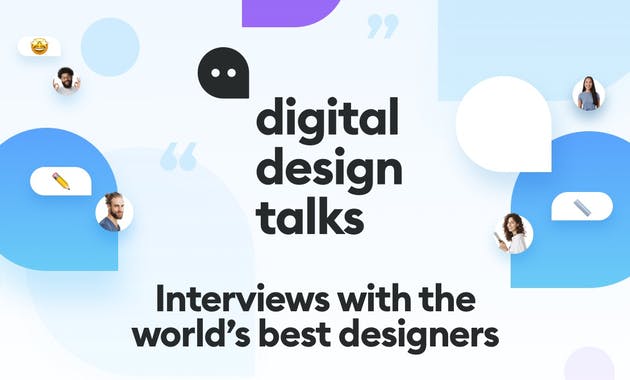 digital
design
talks
Interviews with the
world’s best designers